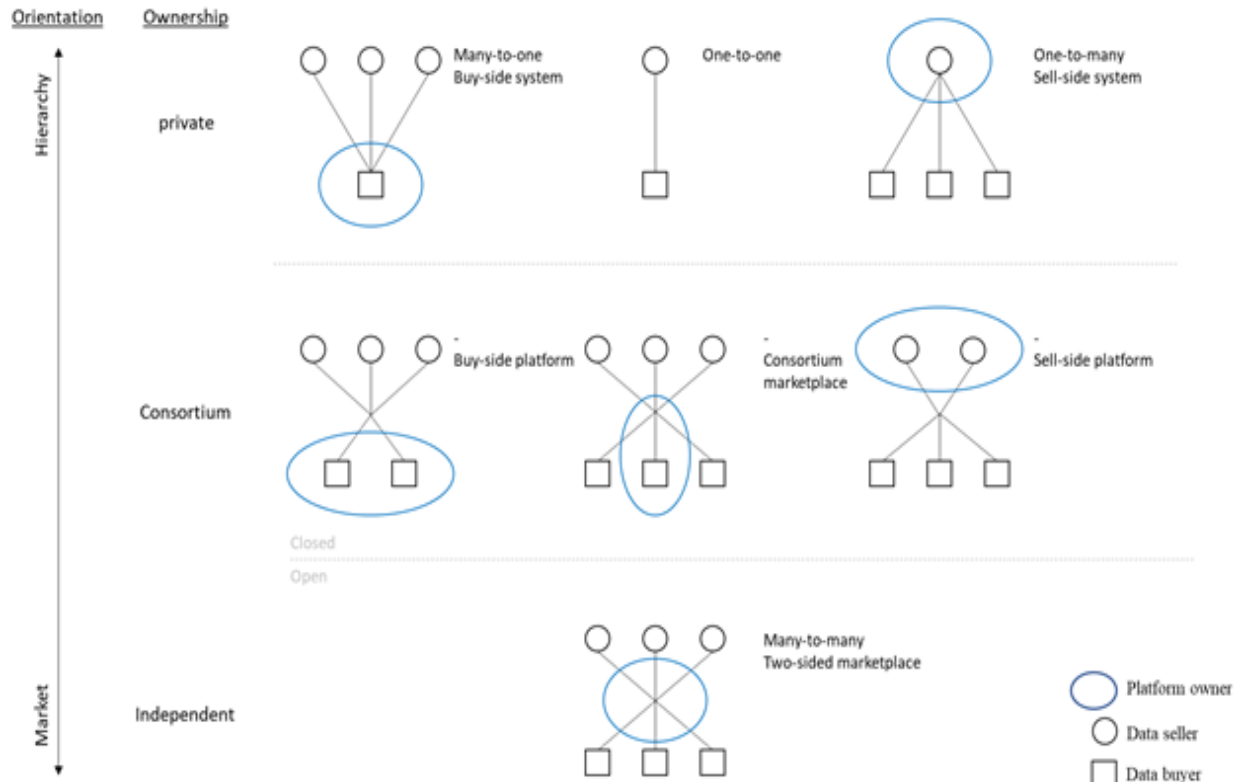 Orientation
Ownership
Hierarchy
Market
private
Many-to-one
Buy-side system
One-to-one
One-to-many
Sell-side system
Consortium
-
Buy-side platform
-
Consortium
marketplace
-
Sell-side platform
Closed
Open
Independent
Many-to-many
Two-sided marketplace
Platform owner
Data seller
Data buyer